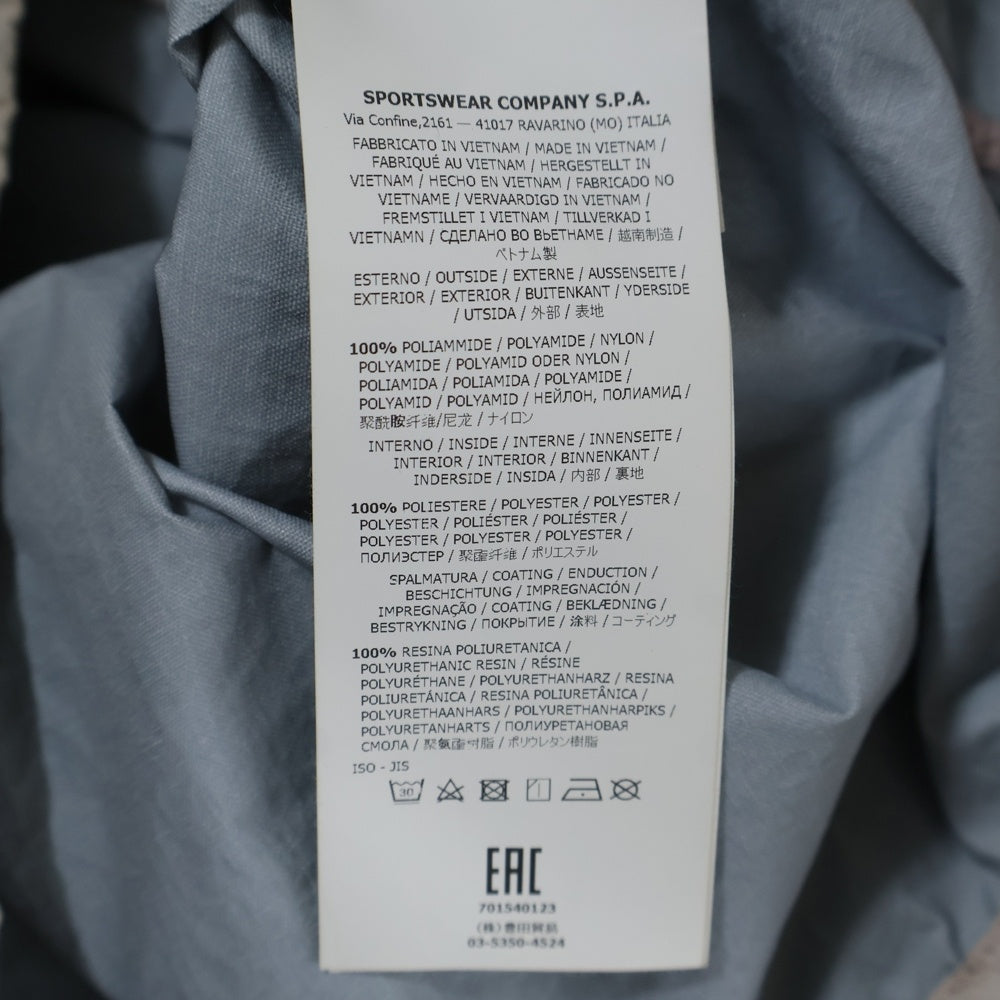 SPORTSWEAR COMPANY S.P.A.
Via Confine,2161 — 41017 RAVARINO (MO) ITALIA
FABBRICATO IN VIETNAM / MADE IN VIETNAM /
FABRIQUÉ AU VIETNAM / HERGESTELLT IN
VIETNAM / HECHO EN VIETNAM / FABRICADO NO
VIETNAME / VERVAARDIGD IN VIETNAM /
FREMSTILLET I VIETNAM / TILLVERKAD I
VIETNAMN / СДЕЛАНО ВО ВЬЕТНАМЕ / 越南制造 /
ベトナム製
ESTERNO / OUTSIDE / EXTERNE / AUSSENSEITE /
EXTERIOR / EXTERIOR / BUITENKANT / YDERSIDE
/ UTSIDA / 外部 / 表地
100% POLIAMMIDE / POLYAMIDE / NYLON /
POLYAMIDE / POLYAMID ODER NYLON /
POLIAMIDA / POLIAMIDA / POLYAMIDE /
POLYAMID / POLYAMID / НЕЙЛОН, ПОЛИАМИД /
聚酰胺纤维/尼龙 / ナイロン
INTERNO / INSIDE / INTERNE / INNENSEITE /
INTERIOR / INTERIOR / BINNENKANT /
INDERSIDE / INSIDA / 内部 / 裏地
100% POLIESTERE / POLYESTER / POLYESTER /
POLYESTER / POLIÉSTER / POLIÉSTER /
POLYESTER / POLYESTER / POLYESTER /
ПОЛИЭСТЕР / 聚酯纤维 / ポリエステル
SPALMATURA / COATING / ENDUCTION /
BESCHICHTUNG / IMPREGNACIÓN /
IMPREGNAÇÃO / COATING / BEKLÆDNING /
BESTRYKNING / ПОКРЫТИЕ / 涂料 / コーティング
100% RESINA POLIURETANICA /
POLYURETHANIC RESIN / RÉSINE
POLYURÉTHANE / POLYURETHANHARZ / RESINA
POLIURETÁNICA / RESINA POLIURETÂNICA /
POLYURETHAANHARS / POLYURETHANHARPIKS /
POLYURETANHARTS / ПОЛИУРЕТАНОВАЯ
СМОЛА / 聚氨酯树脂 / ポリウレタン樹脂
ISO - JIS
30
EAC
701540123
(株)豊田貿易
03-5350-4524